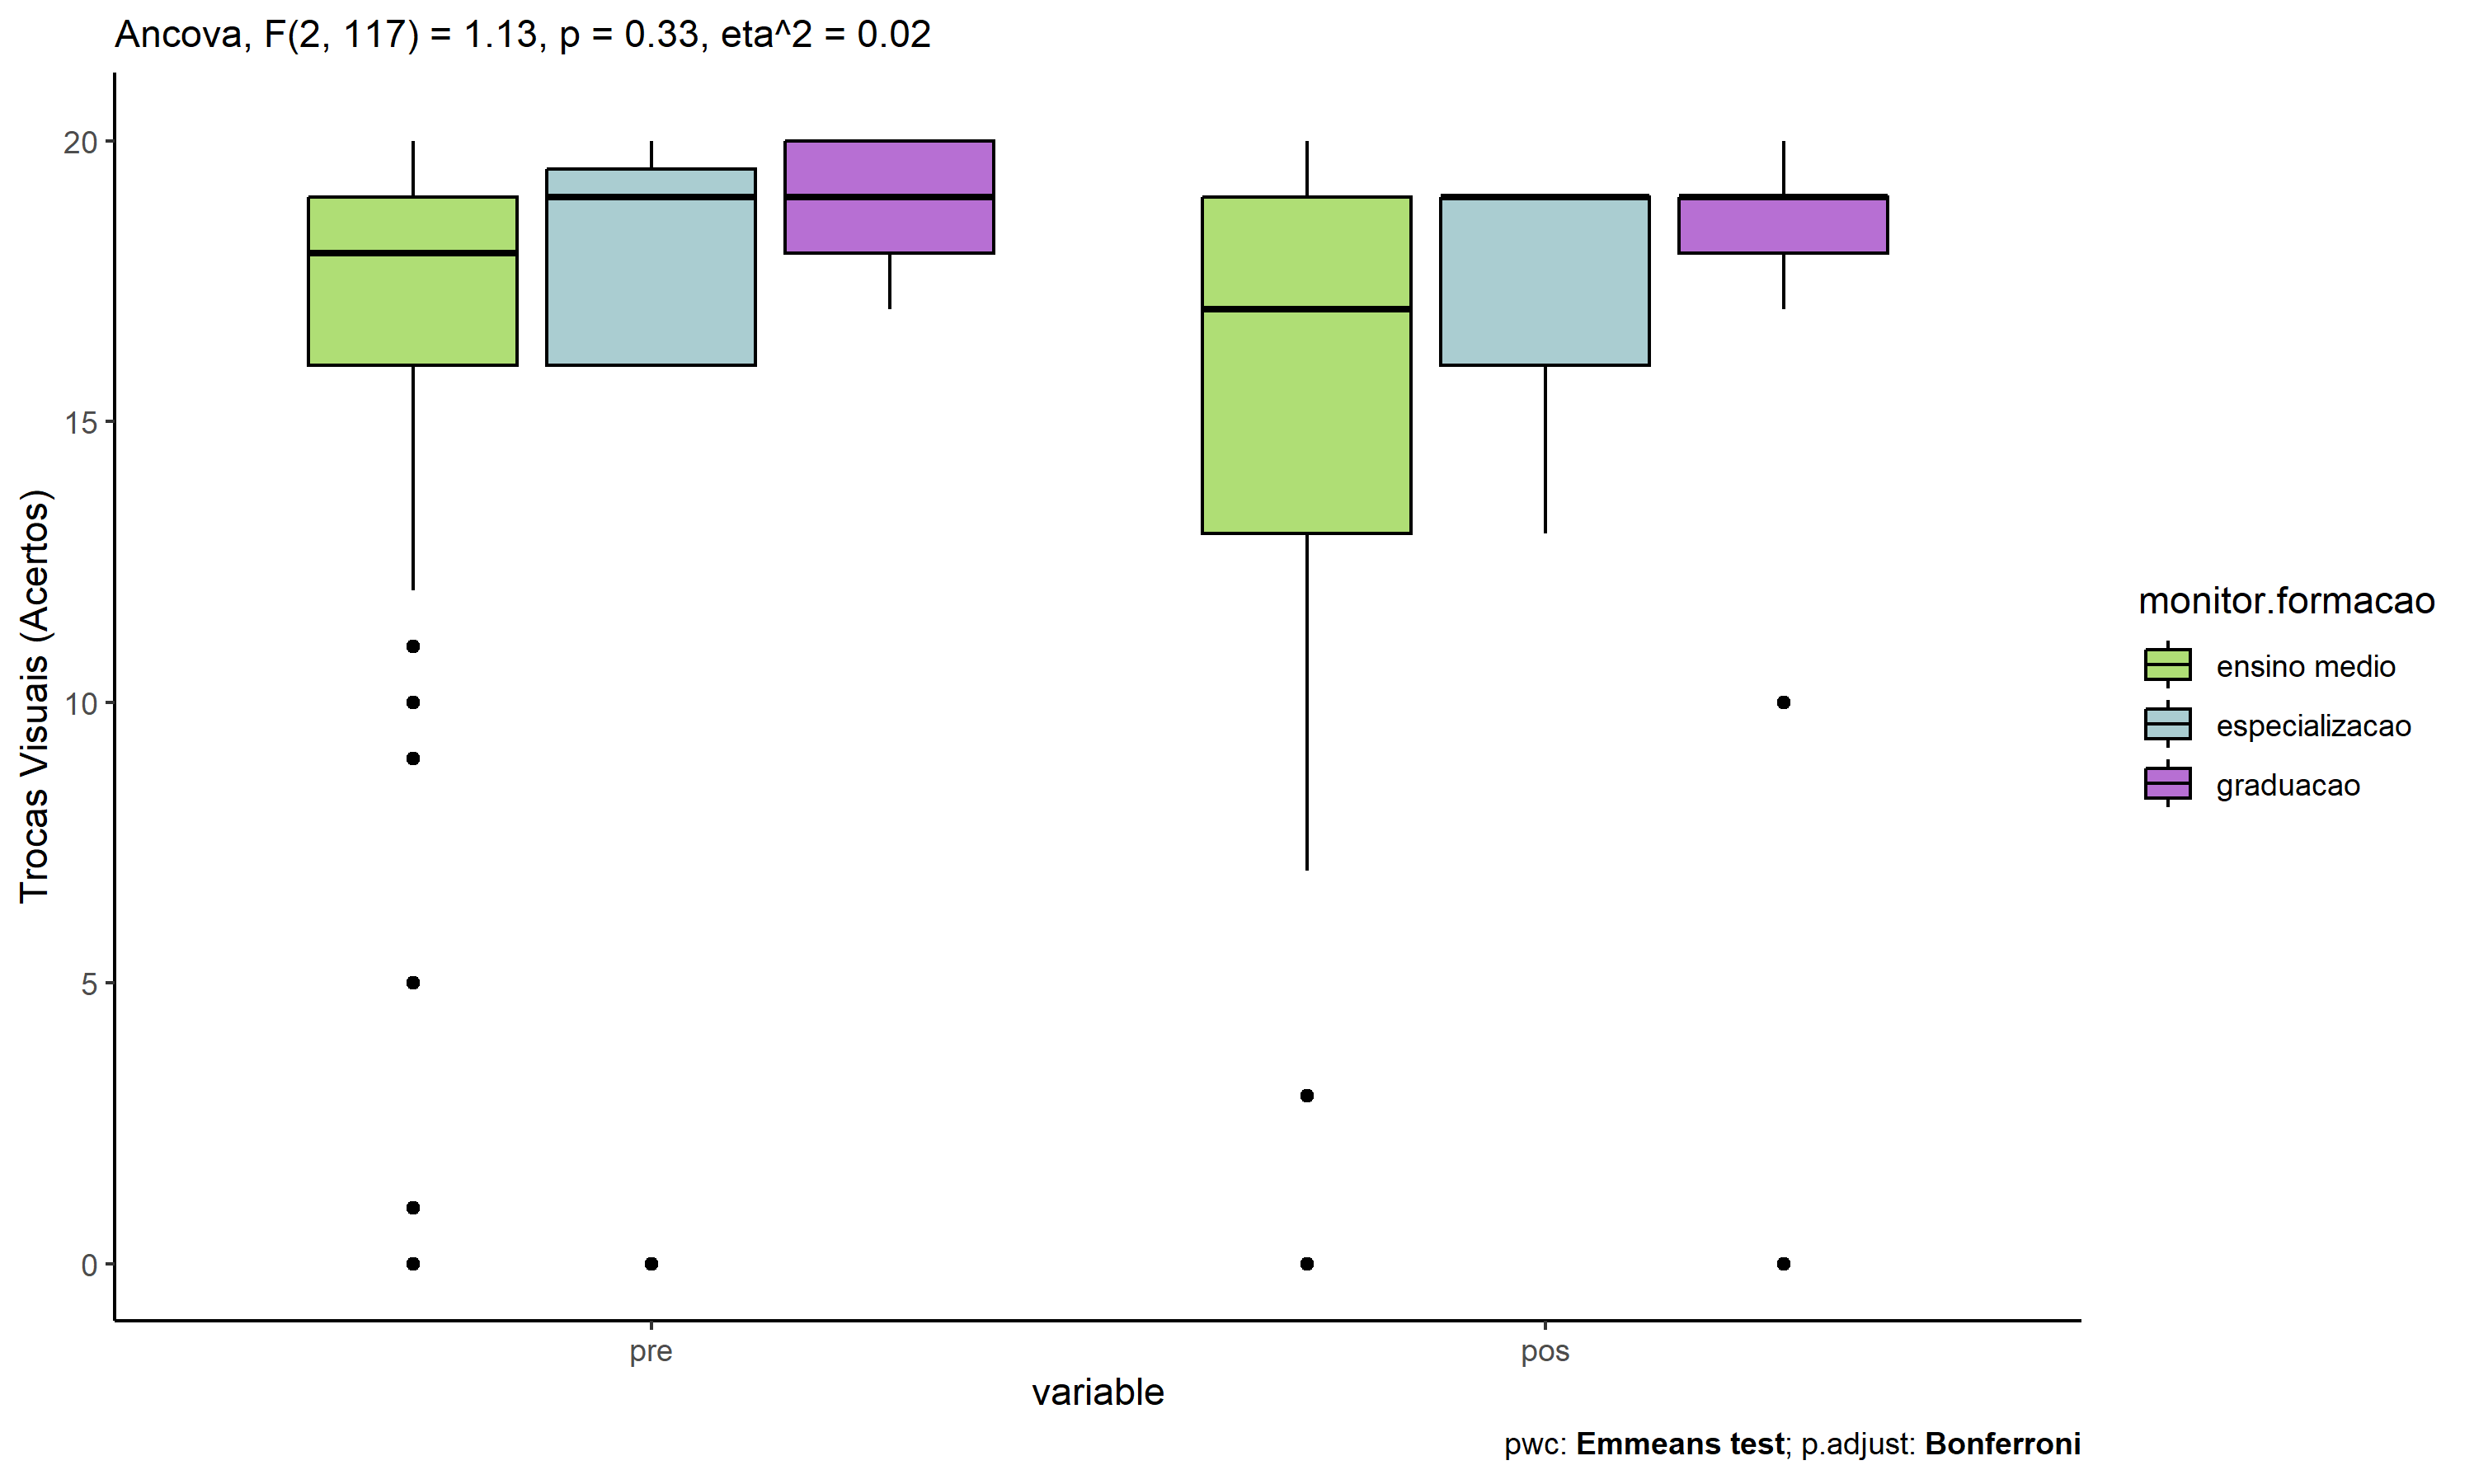 Ancova, F(2, 117) = 1.13, p = 0.33, eta^2 = 0.02
Trocas Visuais (Acertos)
20
15
10
5
0
pre
pos
variable
monitor.formacao
ensino medio
especializacao
graduacao
pwc: Emmeans test; p.adjust: Bonferroni